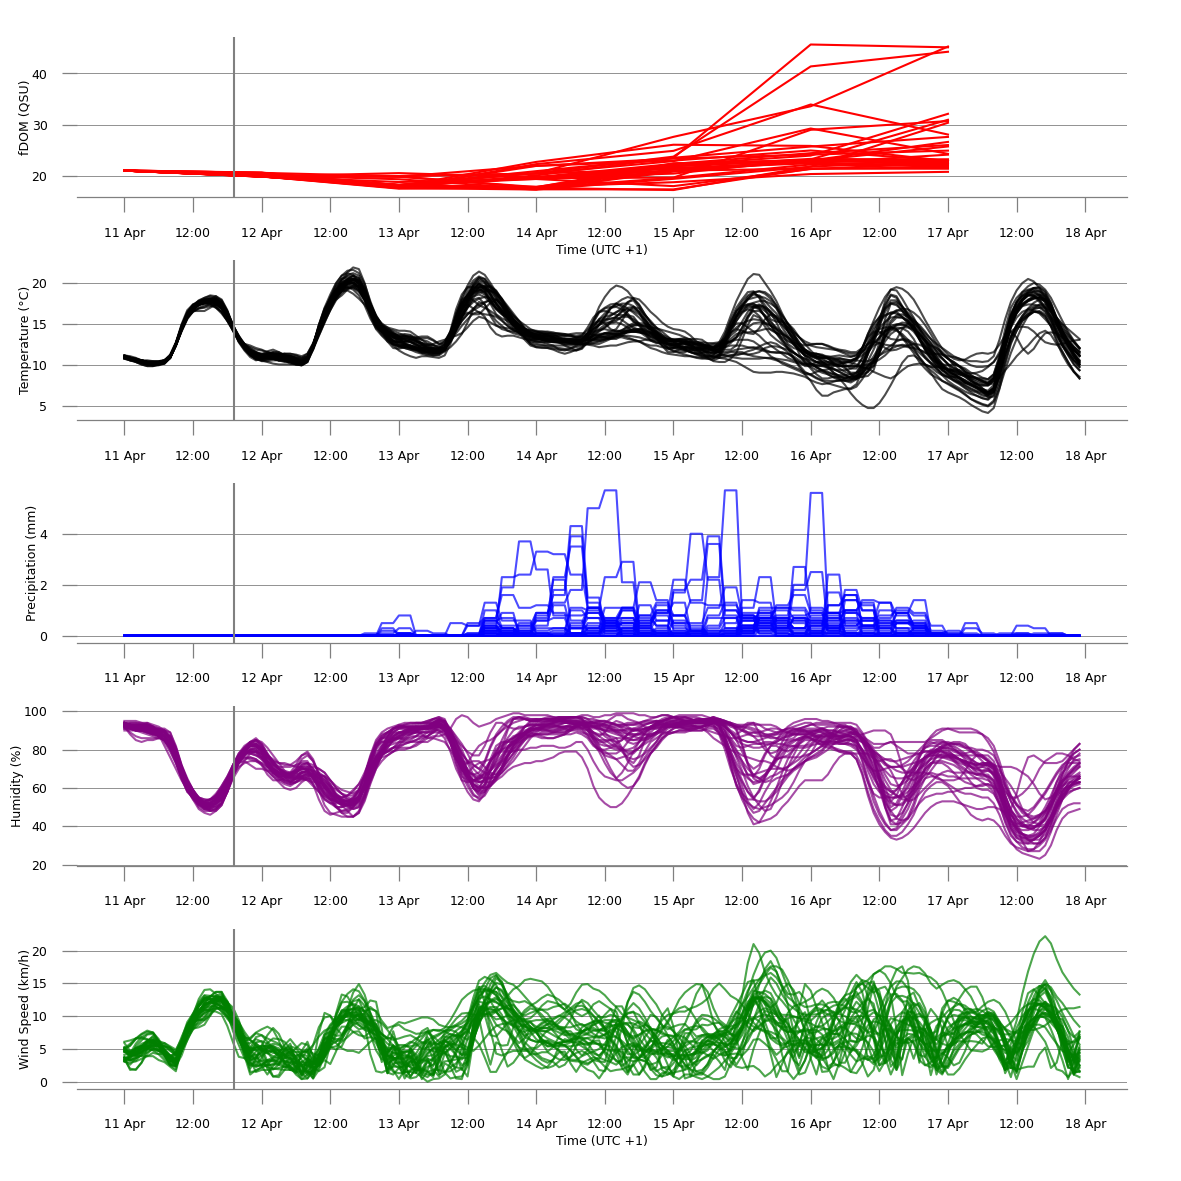 fDOM (QSU)
40
30
20
11 Apr 12:00 12 Apr 12:00 13 Apr 12:00 14 Apr 12:00 15 Apr 12:00 16 Apr 12:00 17 Apr 12:00 18 Apr
Time (UTC +1)
Temperature (°C)
20
15
10
5
11 Apr 12:00 12 Apr 12:00 13 Apr 12:00 14 Apr 12:00 15 Apr 12:00 16 Apr 12:00 17 Apr 12:00 18 Apr
Precipitation (mm)
4
2
0
11 Apr 12:00 12 Apr 12:00 13 Apr 12:00 14 Apr 12:00 15 Apr 12:00 16 Apr 12:00 17 Apr 12:00 18 Apr
Humidity (%)
100
80
60
40
20
11 Apr 12:00 12 Apr 12:00 13 Apr 12:00 14 Apr 12:00 15 Apr 12:00 16 Apr 12:00 17 Apr 12:00 18 Apr
Wind Speed (km/h)
20
15
10
5
0
11 Apr 12:00 12 Apr 12:00 13 Apr 12:00 14 Apr 12:00 15 Apr 12:00 16 Apr 12:00 17 Apr 12:00 18 Apr
Time (UTC +1)